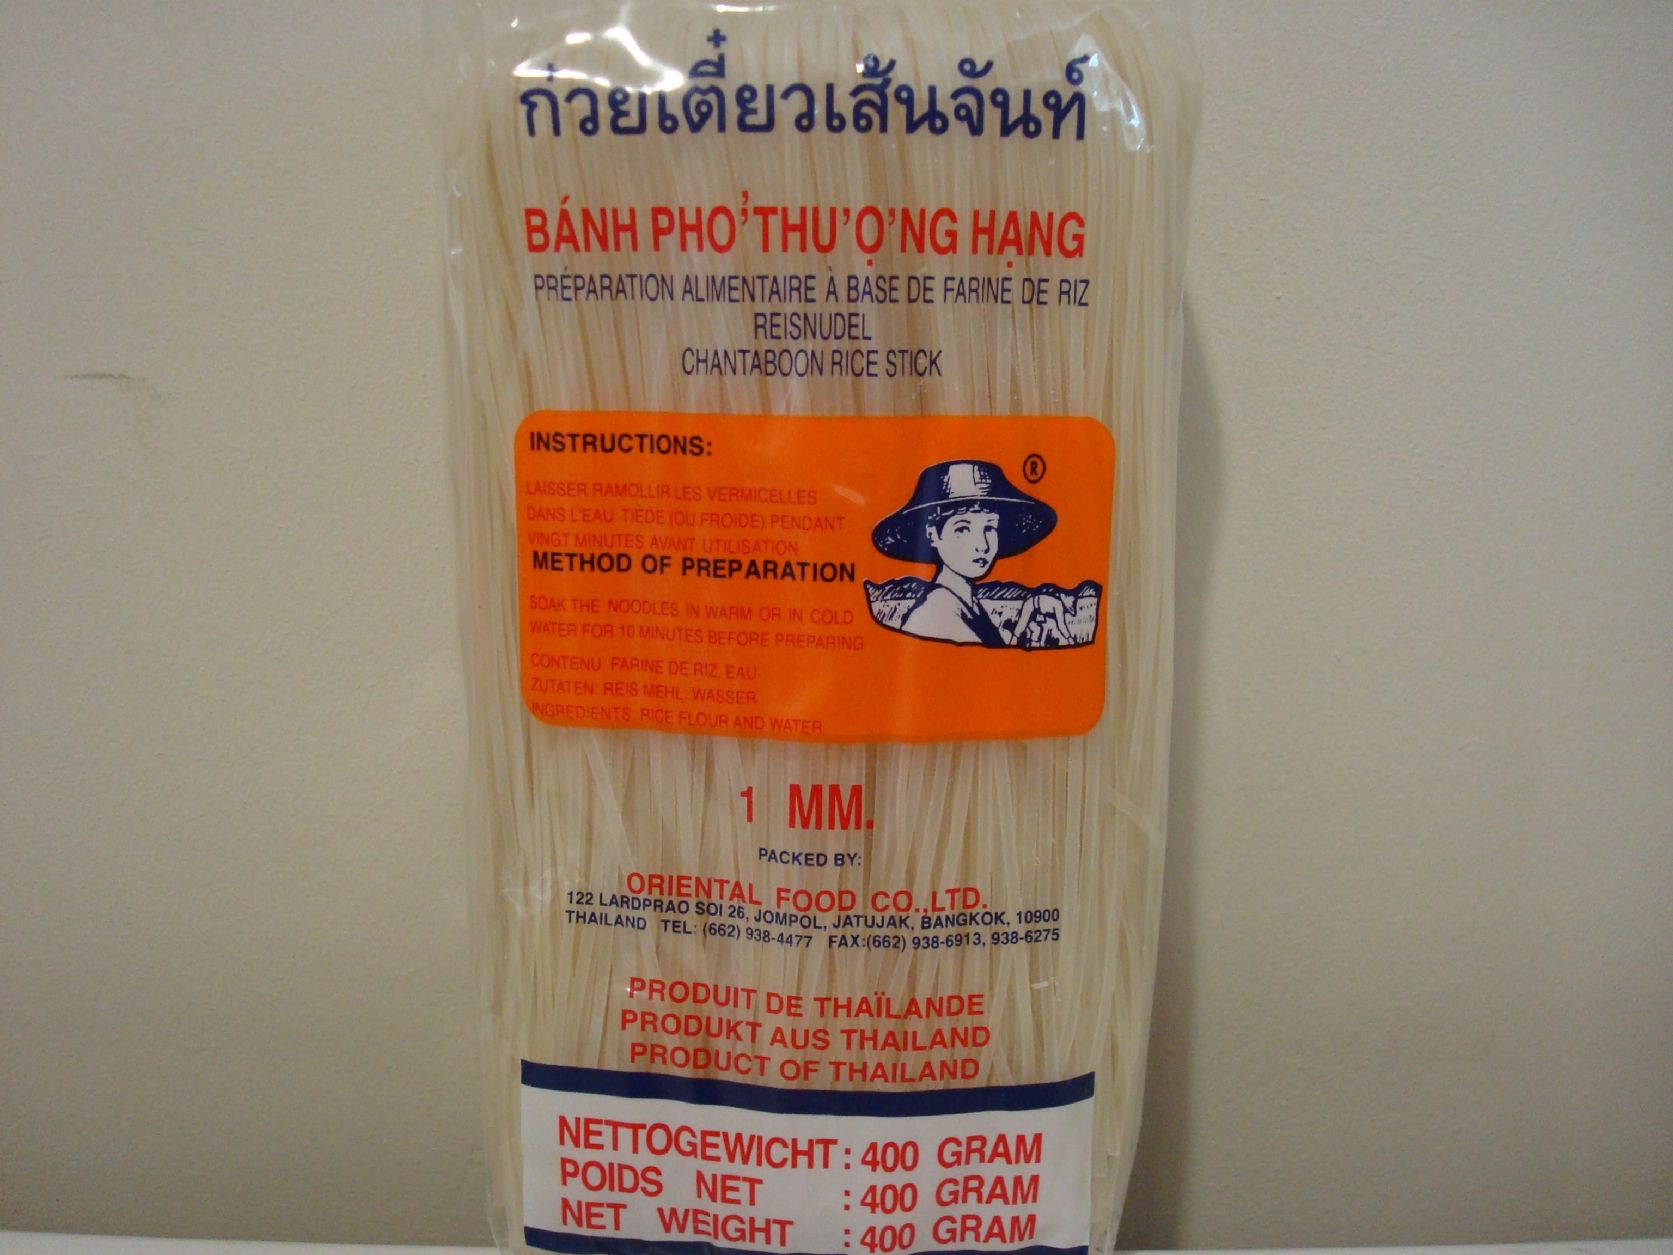 ก๋วยเตี๋ยวเส้นจันท์
BÁNH PHO’̉THU’Ọ’NG HẠNG
PRÉPARATION ALIMENTAIRE À BASE DE FARINE DE RIZ
REISNUDEL
CHANTABOON RICE STICK
INSTRUCTIONS:
LAISSER RAMOLLIR LES VERMICELLES
DANS L'EAU TIÈDE (OU FROIDE) PENDANT
VINGT MINUTES AVANT UTILISATION
METHOD OF PREPARATION
SOAK THE NOODLES IN WARM OR IN COLD
WATER FOR 10 MINUTES BEFORE PREPARING
CONTENU: FARINE DE RIZ, EAU
ZUTATEN: REIS MEHL, WASSER
INGREDIENTS: RICE FLOUR AND WATER
®
1 MM.
PACKED BY:
ORIENTAL FOOD CO.,LTD.
122 LARDPRAO SOI 26, JOMPOL, JATUJAK, BANGKOK, 10900
THAILAND TEL: (662) 938-4477 FAX:(662) 938-6913, 938-6275
PRODUIT DE THAÏLANDE
PRODUKT AUS THAILAND
PRODUCT OF THAILAND
NETTOGEWICHT : 400 GRAM
POIDS NET : 400 GRAM
NET WEIGHT : 400 GRAM